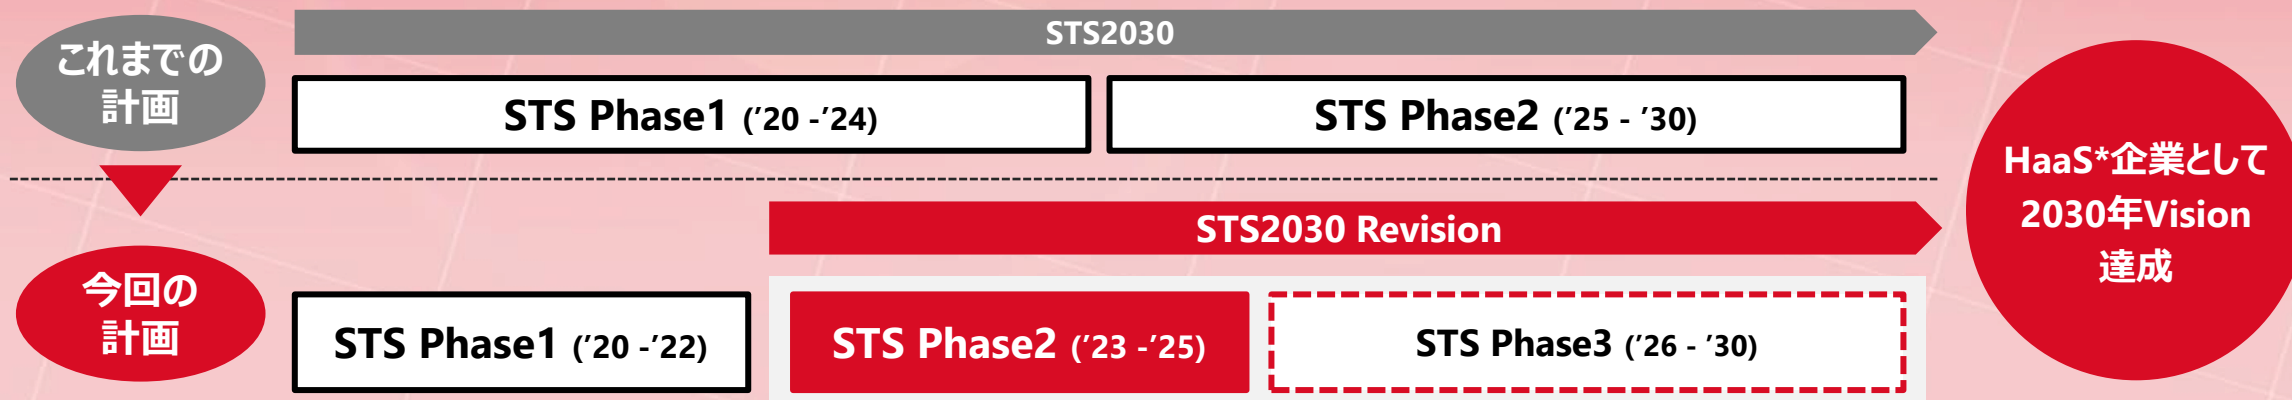 STS2030
これまでの
計画
STS Phase1 (’20 -’24)
STS Phase2 (’25 - ’30)
HaaS*企業として
2030年Vision
達成
STS2030 Revision
今回の
計画
STS Phase1 (’20 -’22)
STS Phase2 (’23 -’25)
STS Phase3 (’26 - ’30)